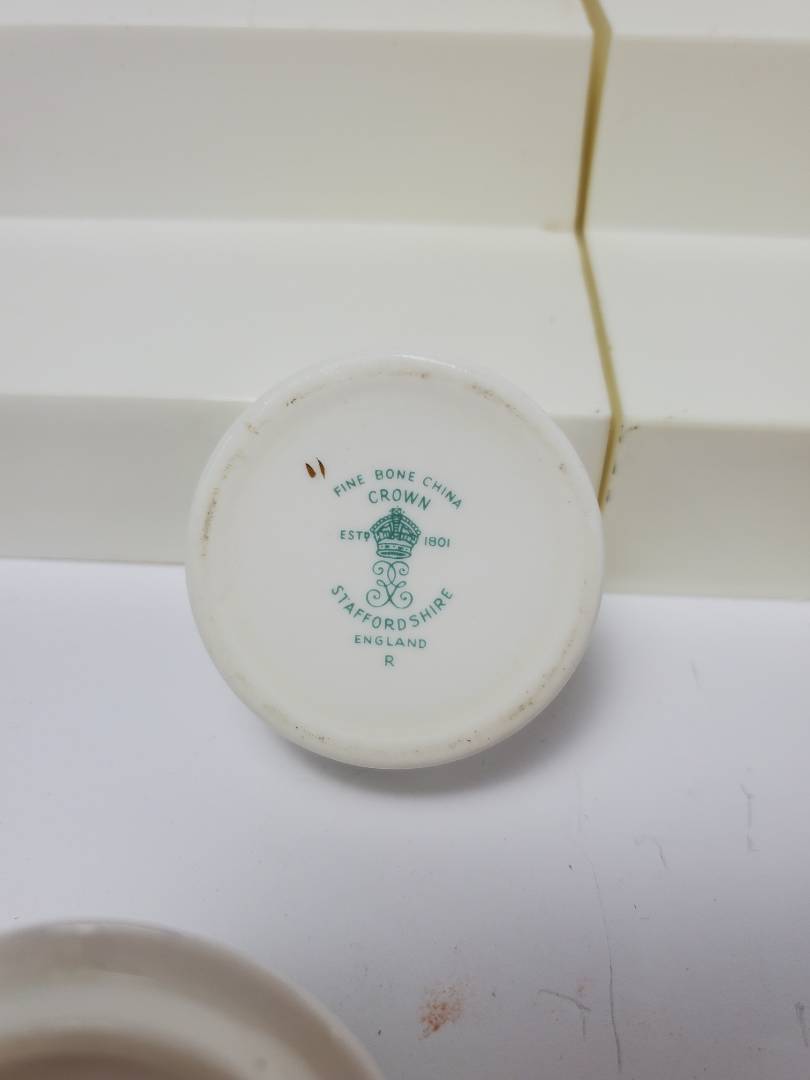 FINE BONE CHINA
CROWN
ESTD 1801
STAFFORDSHIRE
ENGLAND
R